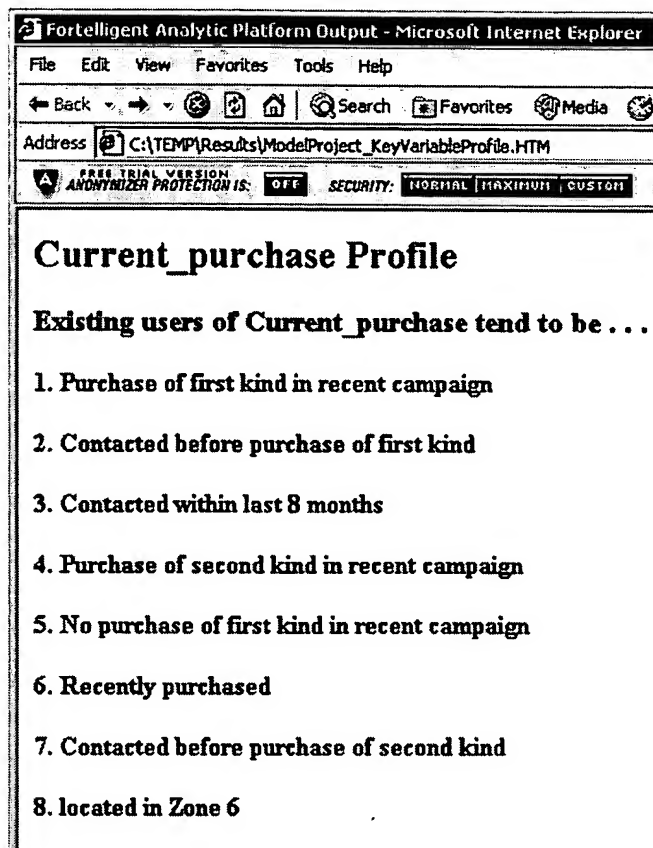 Fortelligent Analytic Platform Output - Microsoft Internet Explorer
File Edit View Favorites Tools Help
Back Search Favorites Media
Address C:\TEMP\Results\ModelProject_KeyVariableProfile.HTM
FREE TRIAL VERSION
ANONYMIZER PROTECTION IS: OFF SECURITY: NORMAL MAXIMUM CUSTOM
Current_purchase Profile
Existing users of Current_purchase tend to be . . .
1. Purchase of first kind in recent campaign
2. Contacted before purchase of first kind
3. Contacted within last 8 months
4. Purchase of second kind in recent campaign
5. No purchase of first kind in recent campaign
6. Recently purchased
7. Contacted before purchase of second kind
8. located in Zone 6